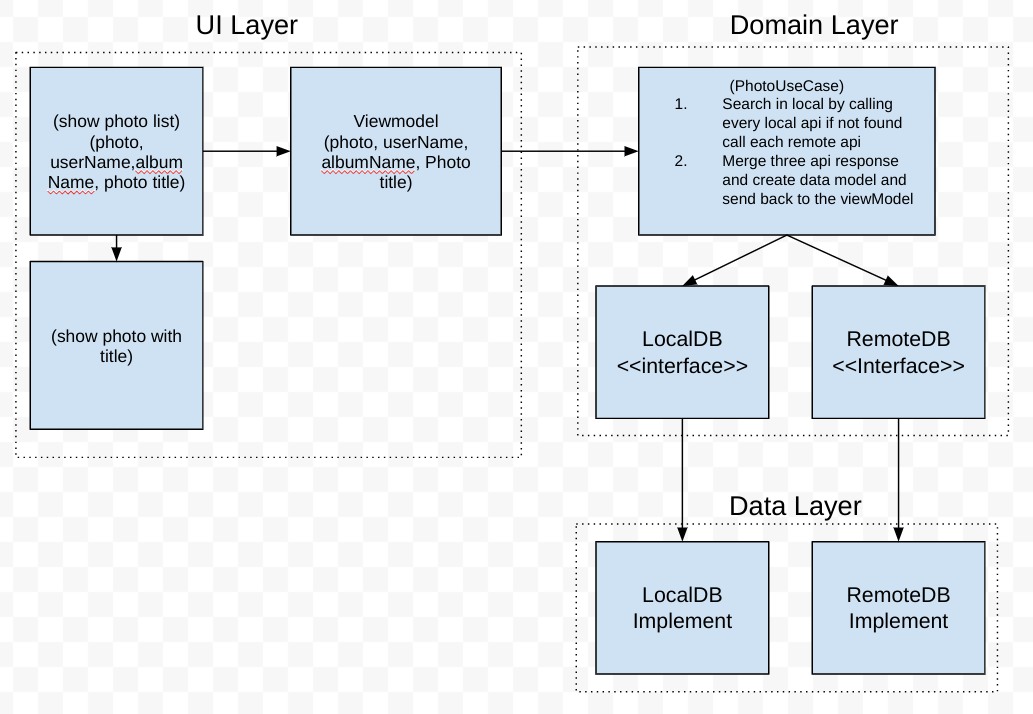 UI Layer
(show photo list)
(photo,
userName,album
Name, photo title)
Viewmodel
(photo, userName,
albumName, Photo
title)
(show photo with
title)
Domain Layer
(PhotoUseCase)
1. Search in local by calling
every local api if not found
call each remote api
2. Merge three api response
and create data model and
send back to the viewModel
LocalDB
<<interface>>
RemoteDB
<<Interface>>
Data Layer
LocalDB
Implement
RemoteDB
Implement